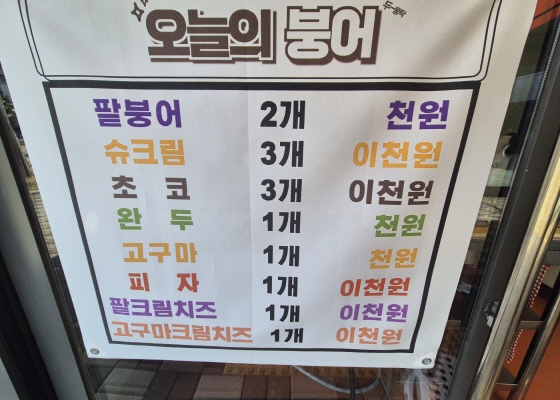 오늘의 붕어
팔붕어 2개 천원
슈크림 3개 이천원
초 코 3개 이천원
완 두 1개 천원
고구마 1개 천원
피 자 1개 이천원
팔크림치즈 1개 이천원
고구마크림치즈 1개 이천원